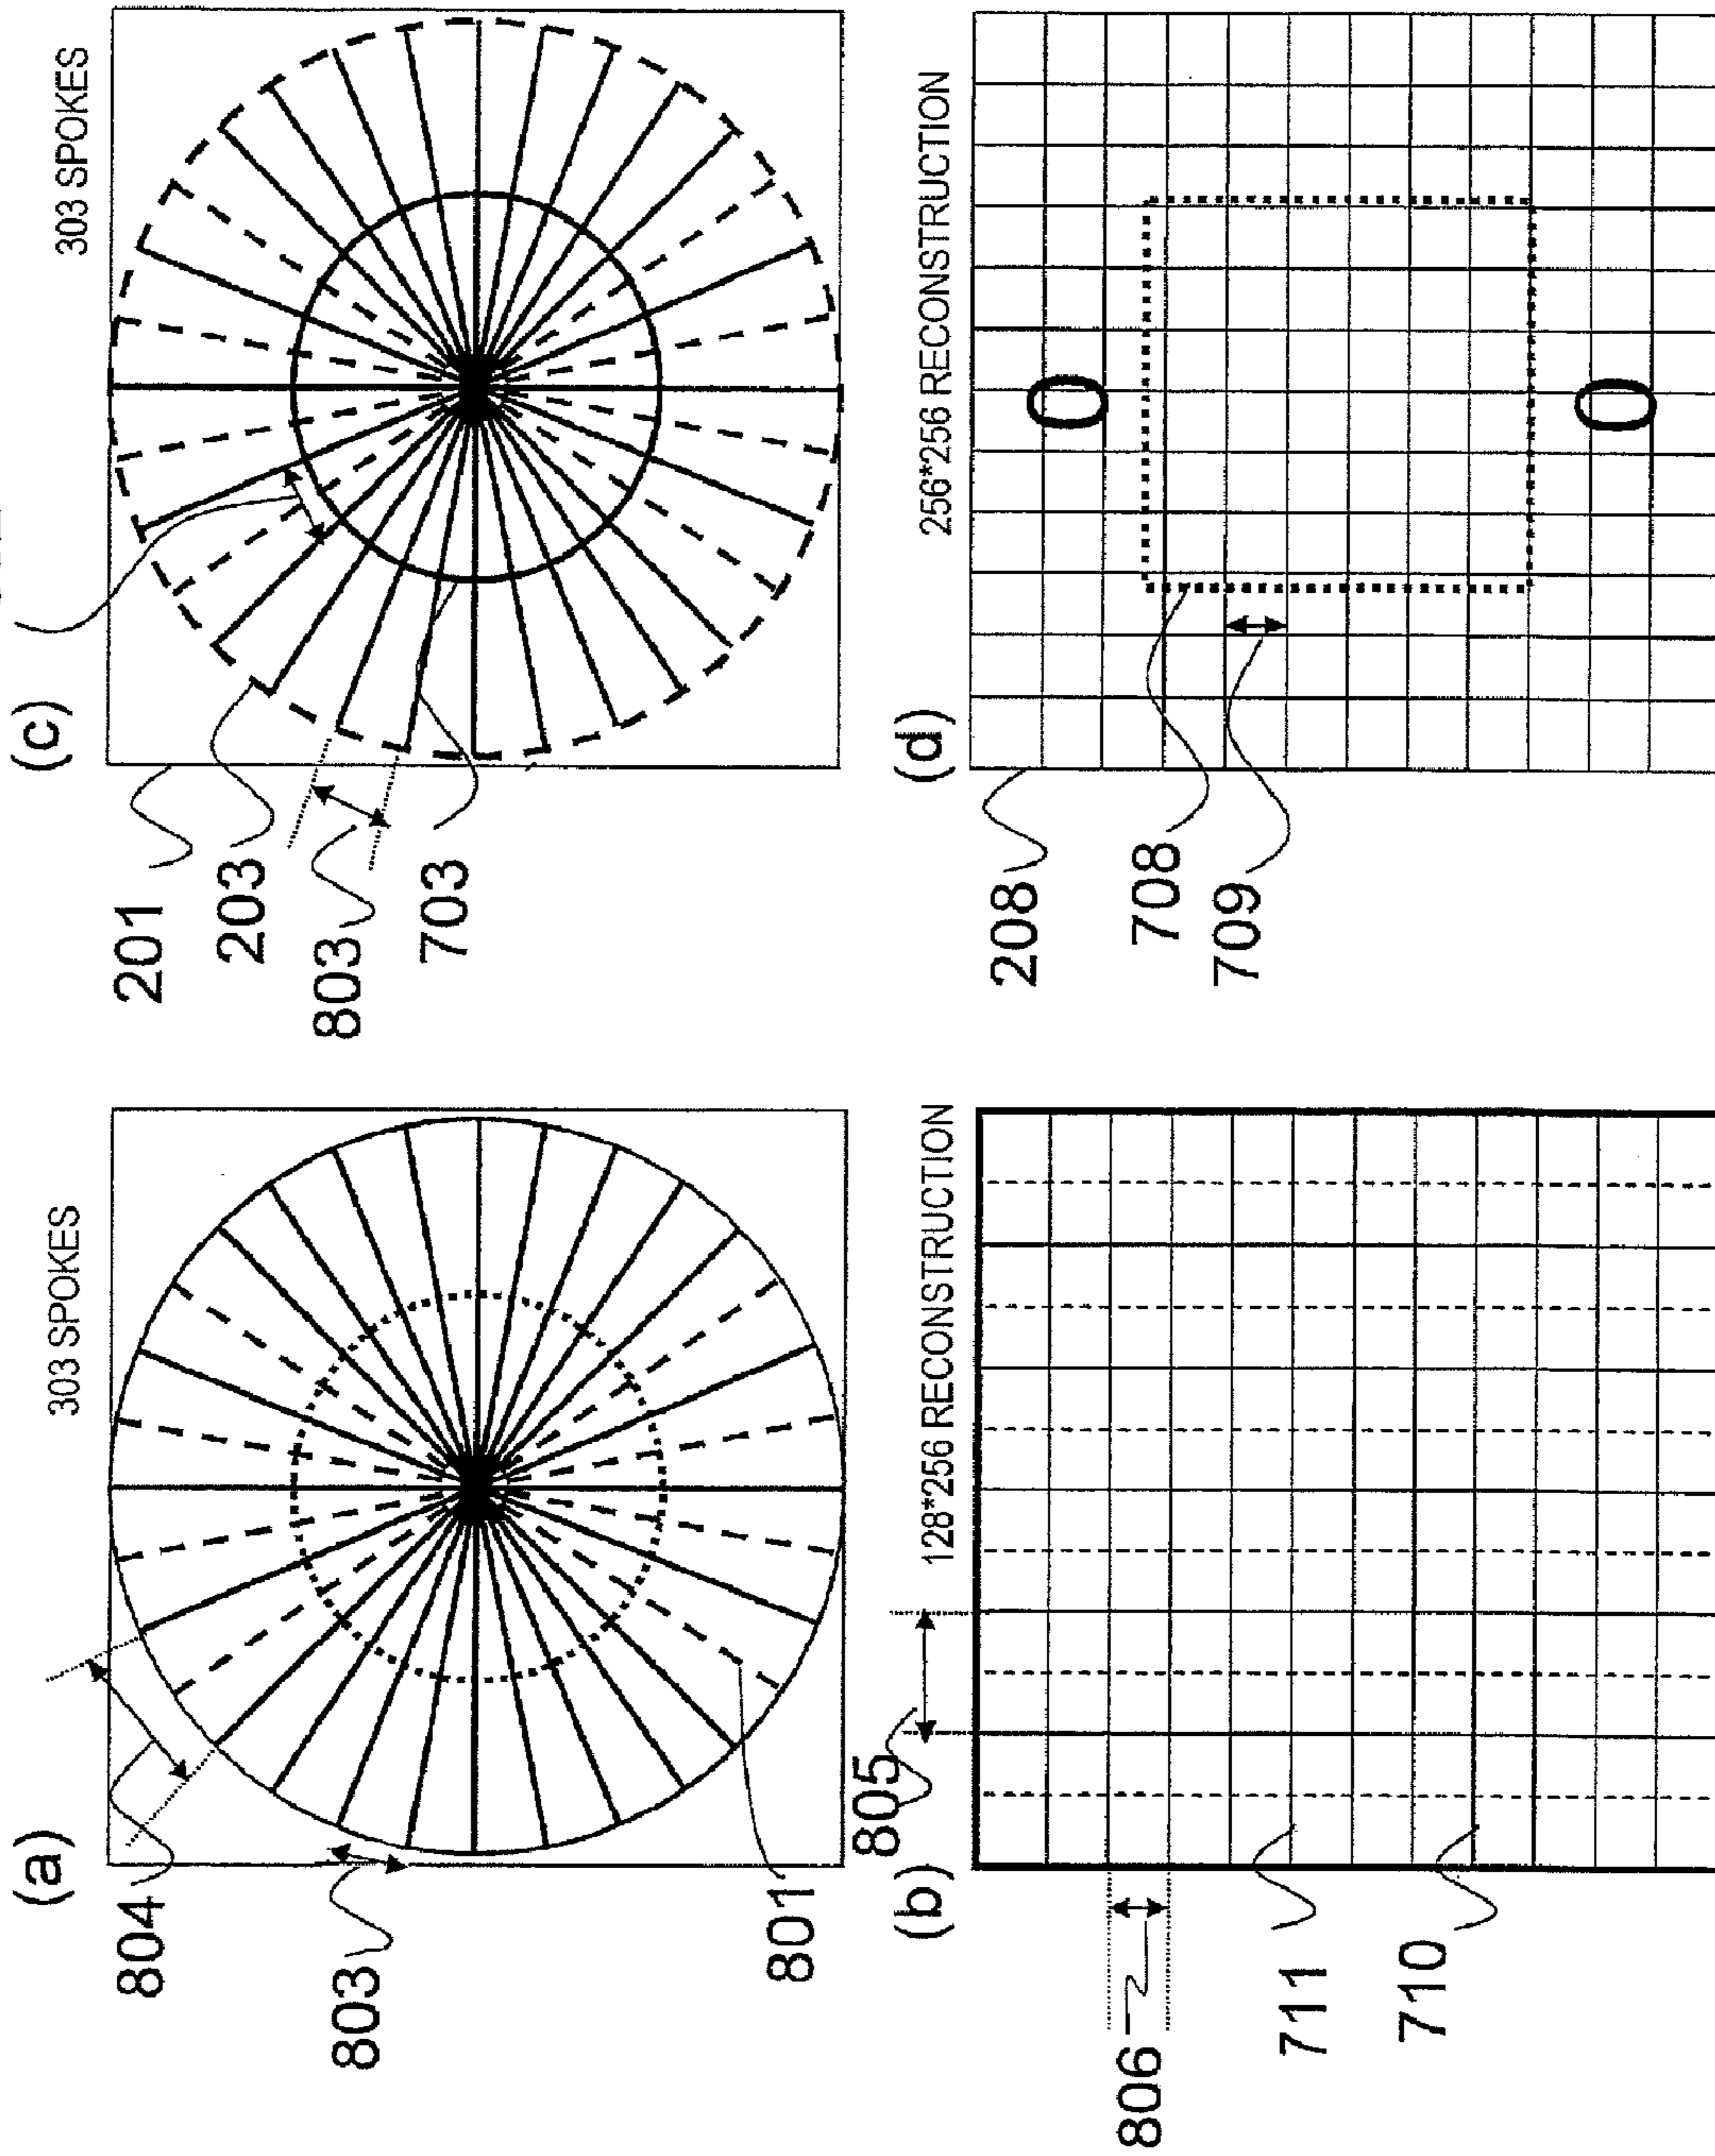 (a)
303 SPOKES
804
803
801
(b)
128*256 RECONSTRUCTION
805
806
711
710
(c)
303 SPOKES
201
203
803
703
(d)
256*256 RECONSTRUCTION
208
708
709
0
0